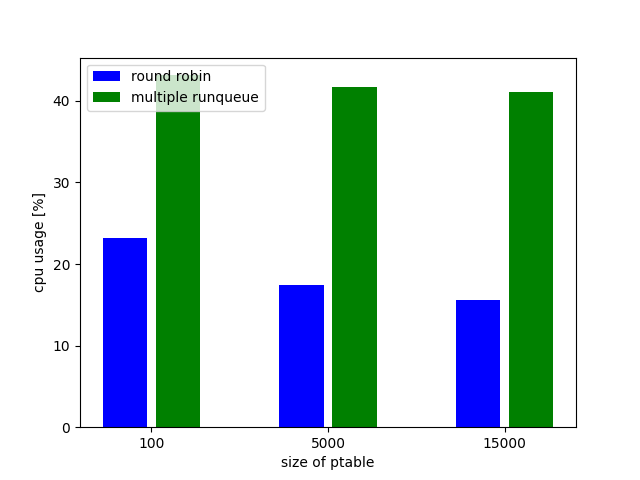 round robin
multiple runqueue
cpu usage [%]
40
30
20
10
0
100 5000 15000
size of ptable